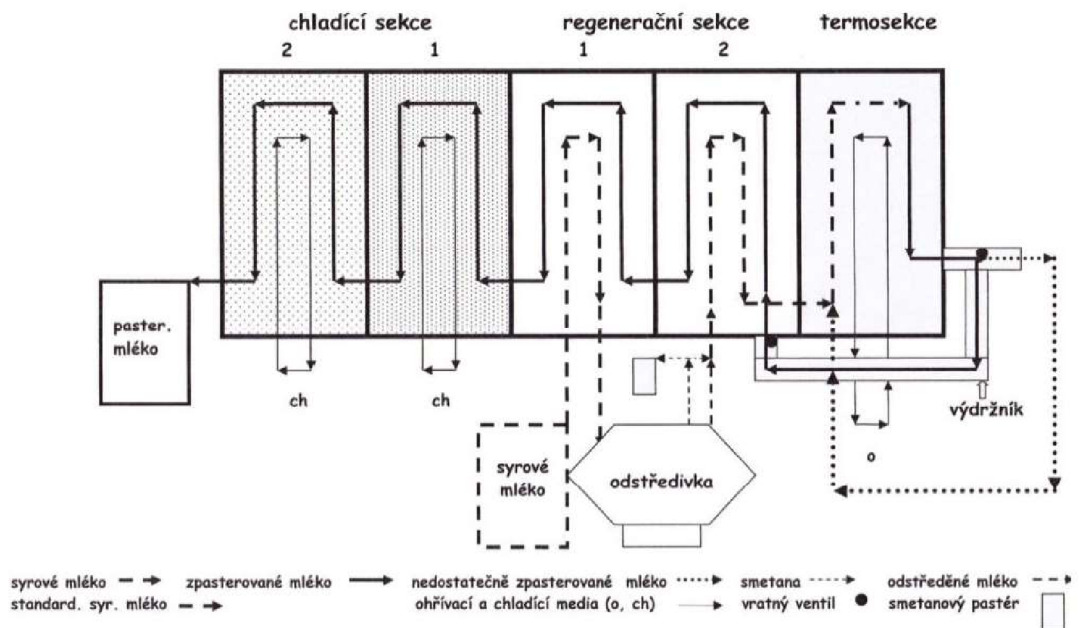 chladící sekce regenerační sekce termosekce
2 1 1 2
paster.
mléko
ch ch
výdržník
o
syrové
mléko
odstředivka
syrové mléko zpasterované mléko nedostatečně zpasterované mléko smetana odstředěné mléko
standard. syr. mléko ohřívací a chladící media (o, ch) vratný ventil smetanový pastér